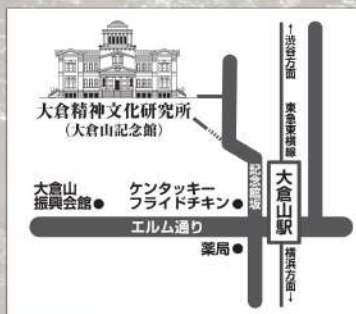 ←渋谷方面
東急東横線
大倉山駅
横浜方面→
記念館坂
大倉精神文化研究所
(大倉山記念館)
大倉山
振興会館●
ケンタッキー
フライドチキン●
エルム通り
薬局●